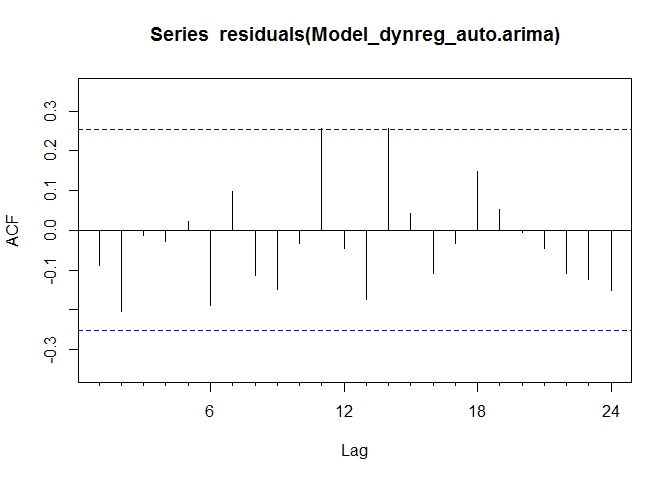 Series residuals(Model_dynreg_auto.arima)
ACF
0.3
0.2
0.1
0.0
-0.1
-0.3
6 12 18 24
Lag